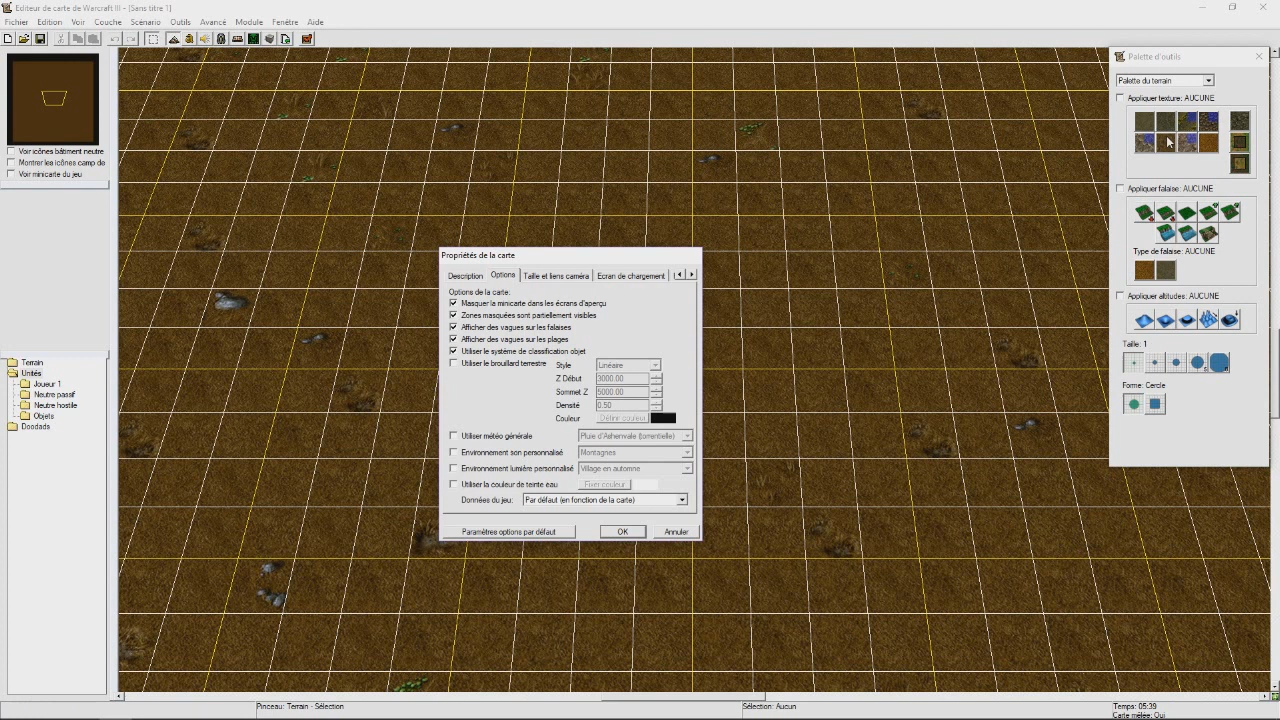 Editeur de carte de Warcraft III - [Sans titre 1]
Fichier Edition Voir Couche Scénario Outils Avancé Module Fenêtre Aide
Voir icônes bâtiment neutre
Montrer les icônes camp de
Voir minicarte du jeu
Terrain
Unités
Joueur 1
Neutre passif
Neutre hostile
Objets
Doodads
Propriétés de la carte
Description Options Taille et liens caméra Ecran de chargement
Options de la carte:
Masquer la minicarte dans les écrans d'aperçu
Zones masquées sont partiellement visibles
Afficher des vagues sur les falaises
Afficher des vagues sur les plages
Utiliser le système de classification objet
Utiliser le brouillard terrestre
Style Linéaire
Z Début 3000.00
Sommet Z 5000.00
Densité 0.50
Couleur Définir couleur
Utiliser météo générale Pluie d'Ashenvale (torrentielle)
Environnement son personnalisé Montagnes
Environnement lumière personnalisé Village en automne
Utiliser la couleur de teinte eau Fixer couleur
Données du jeu: Par défaut (en fonction de la carte)
Paramètres options par défaut OK Annuler
Palette d'outils
Palette du terrain
Appliquer texture: AUCUNE
Appliquer falaise: AUCUNE
Type de falaise: AUCUNE
Appliquer altitudes: AUCUNE
Taille: 1
Forme: Cercle
Pinceau: Terrain - Sélection
Sélection: Aucun
Temps: 05:39
Carte mêlée: Oui